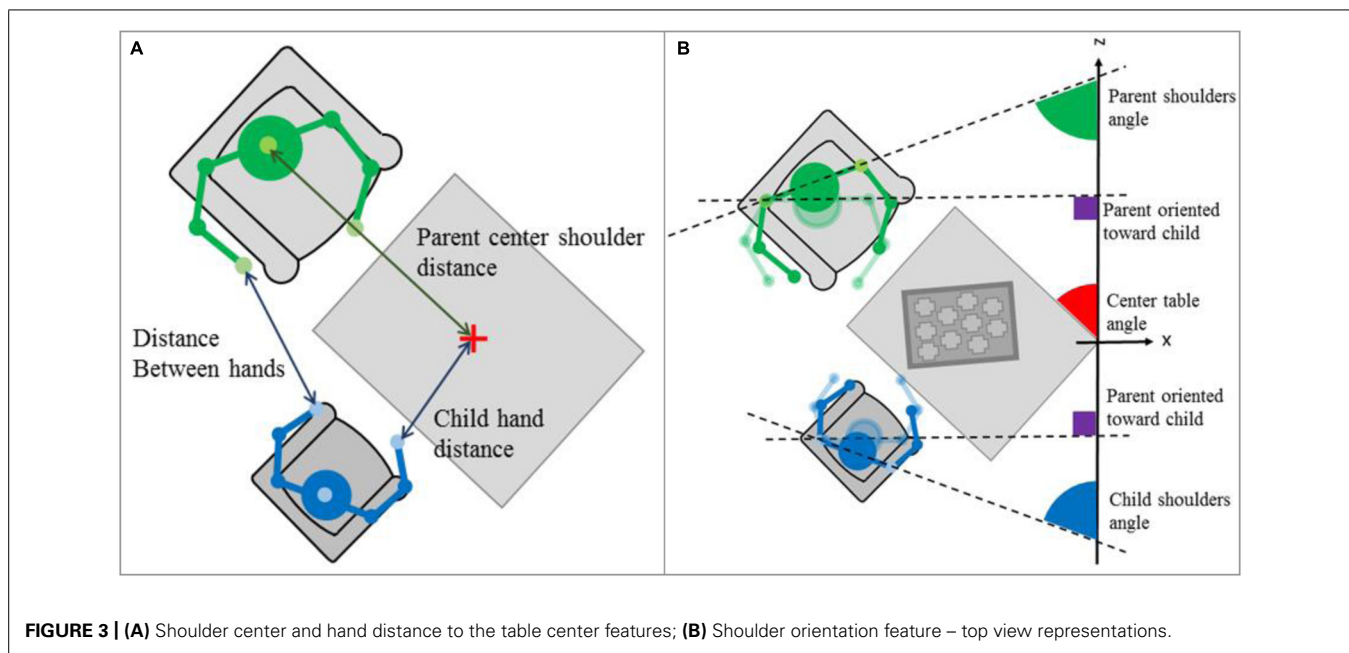 A
Parent center shoulder
distance
Distance
Between hands
Child hand
distance
B
Z
Parent shoulders
angle
Parent oriented
toward child
Center table
angle
X
Parent oriented
toward child
Child shoulders
angle
FIGURE 3 | (A) Shoulder center and hand distance to the table center features; (B) Shoulder orientation feature – top view representations.